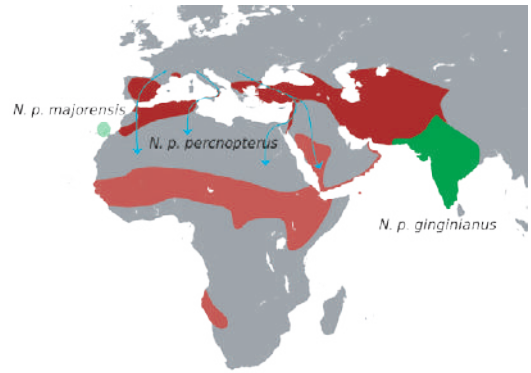 N. p. majorensis
N. p. percnopterus
N. p. ginginianus